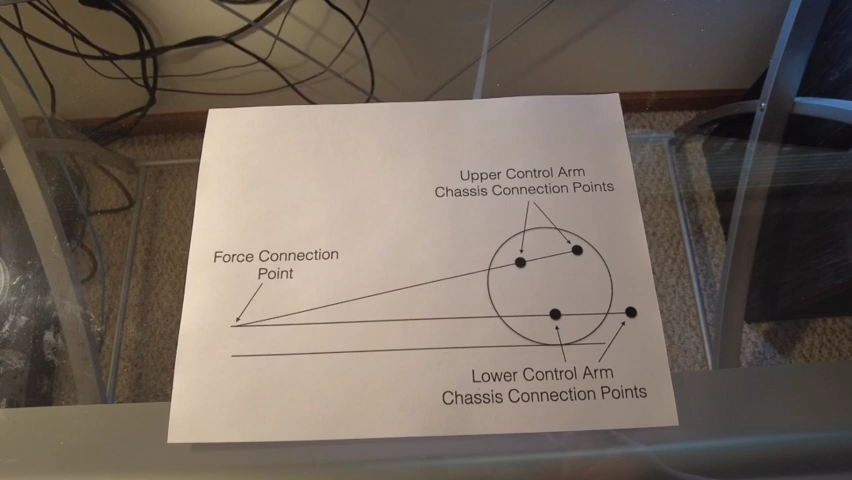 Upper Control Arm
Chassis Connection Points
Force Connection
Point
Lower Control Arm
Chassis Connection Points